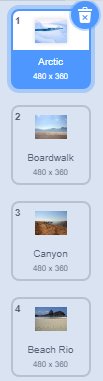 1
Arctic
480 x 360
2
Boardwalk
480 x 360
3
Canyon
480 x 360
4
Beach Rio
480 x 360